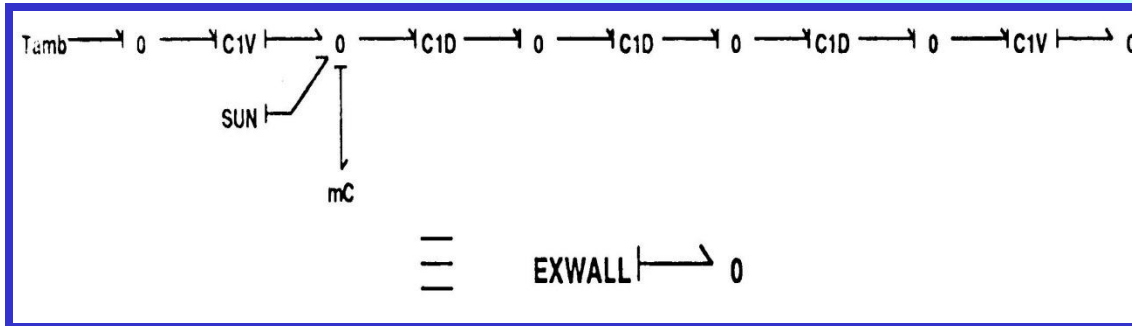 Tamb 0 C1V 0 C1D 0 C1D 0 C1D 0 C1V 0
SUN
mC
EXWALL 0